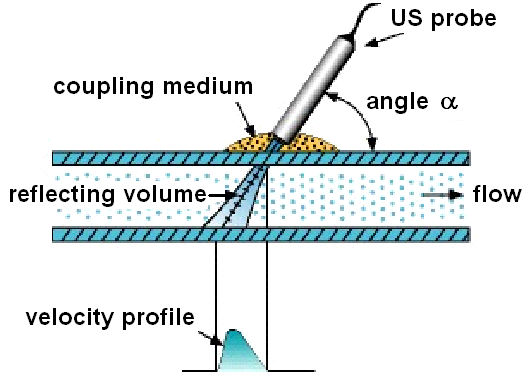 US probe
coupling medium
angle α
reflecting volume
flow
velocity profile